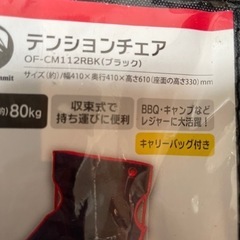 テンションチェア
OF-CM112RBK(ブラック)
サイズ(約)/幅410×奥行410×高さ610(座面の高さ330)mm
mmit
約)80kg
収束式で
持ち運びに便利
BBQ・キャンプなど
レジャーに大活躍!
キャリーバッグ付き